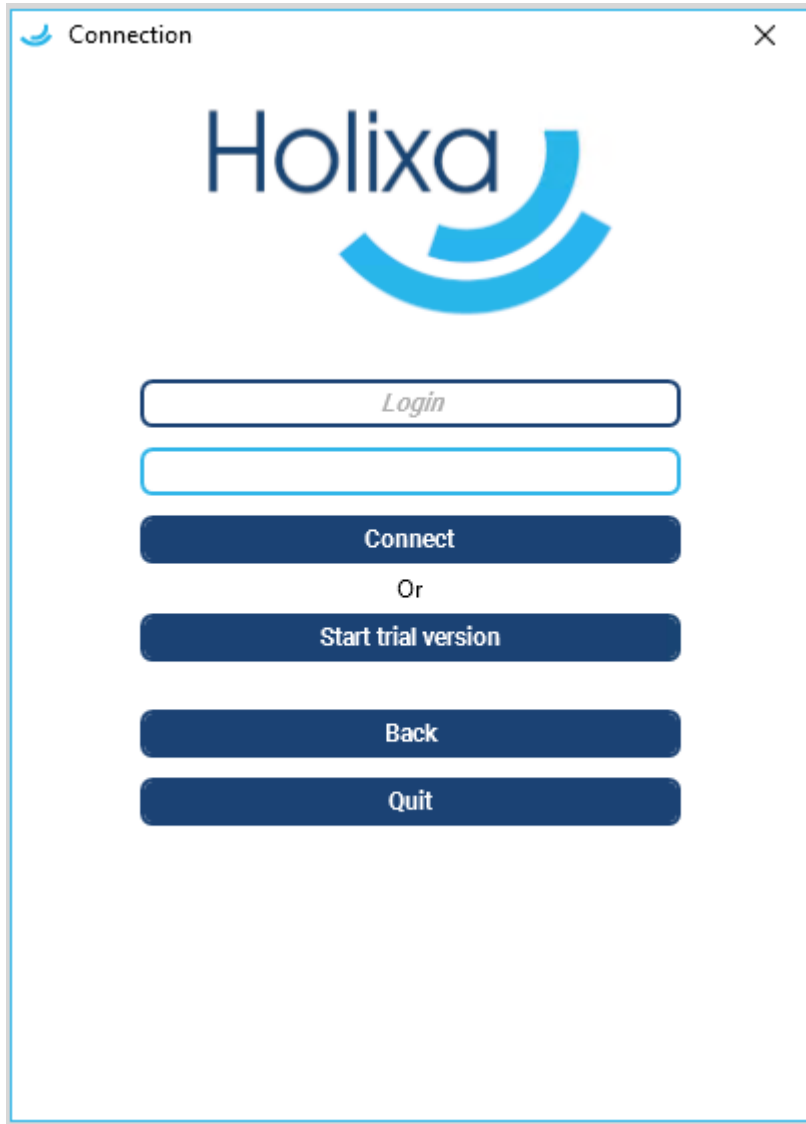 Connection
Holixa
Login
Connect
Or
Start trial version
Back
Quit